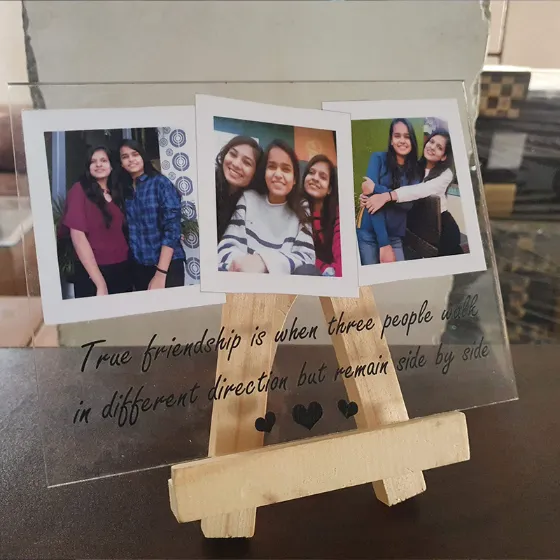 True friendship is when three people walk
in different direction but remain side by side